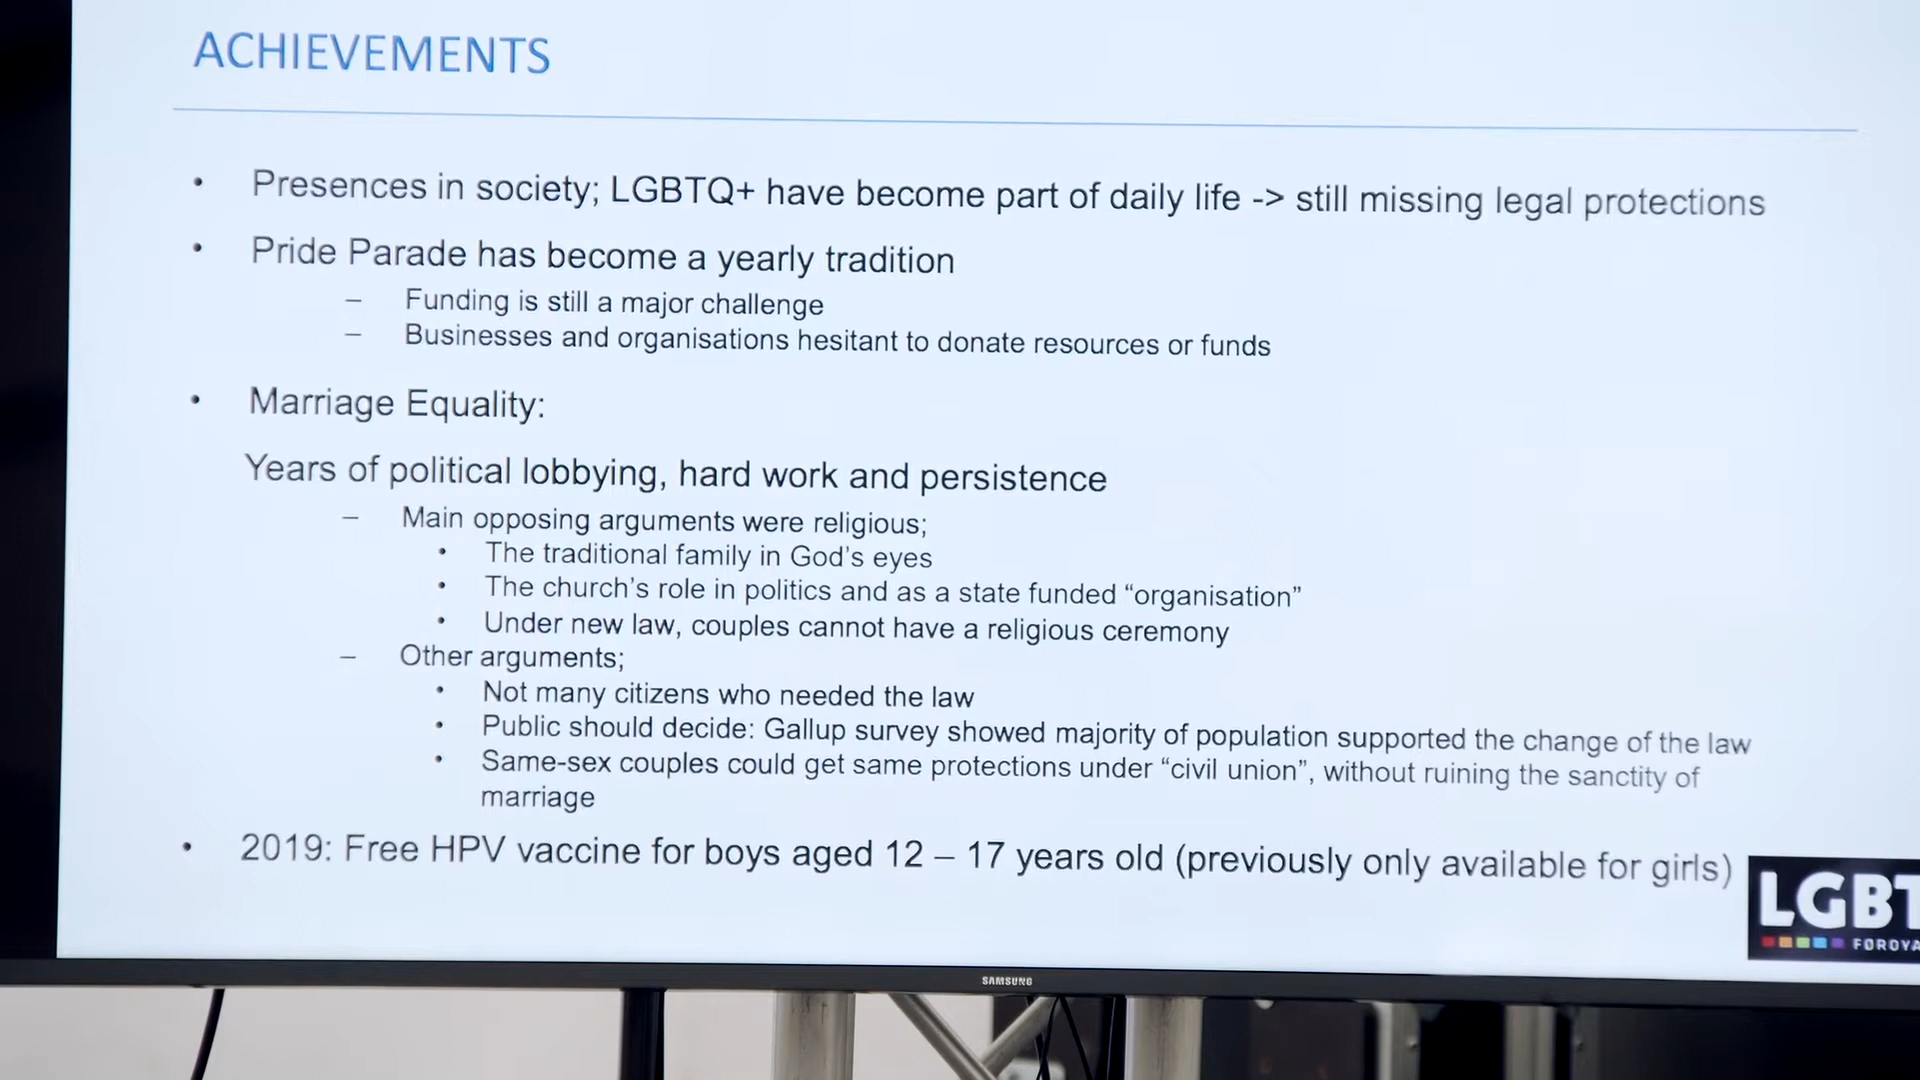 ACHIEVEMENTS
• Presences in society; LGBTQ+ have become part of daily life -> still missing legal protections
• Pride Parade has become a yearly tradition
– Funding is still a major challenge
– Businesses and organisations hesitant to donate resources or funds
• Marriage Equality:
Years of political lobbying, hard work and persistence
– Main opposing arguments were religious;
• The traditional family in God's eyes
• The church's role in politics and as a state funded “organisation”
• Under new law, couples cannot have a religious ceremony
– Other arguments;
• Not many citizens who needed the law
• Public should decide: Gallup survey showed majority of population supported the change of the law
• Same-sex couples could get same protections under “civil union”, without ruining the sanctity of
marriage
• 2019: Free HPV vaccine for boys aged 12 – 17 years old (previously only available for girls)
LGBT
FØROYA
SAMSUNG